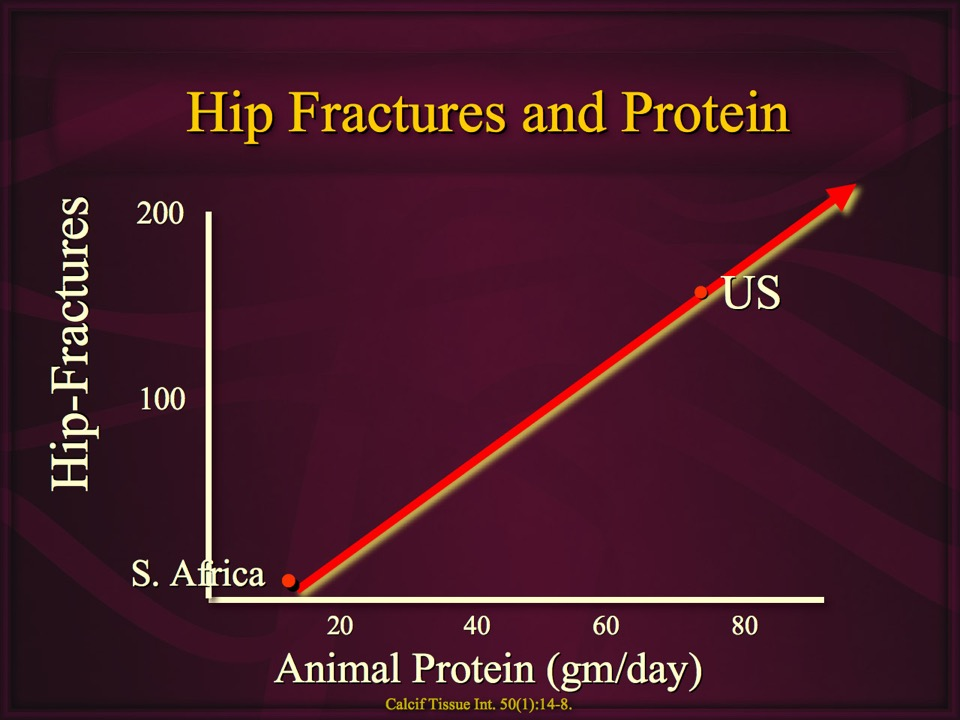 Hip Fractures and Protein
Hip-Fractures
200
100
US
S. Africa
20 40 60 80
Animal Protein (gm/day)
Calcif Tissue Int. 50(1):14-8.